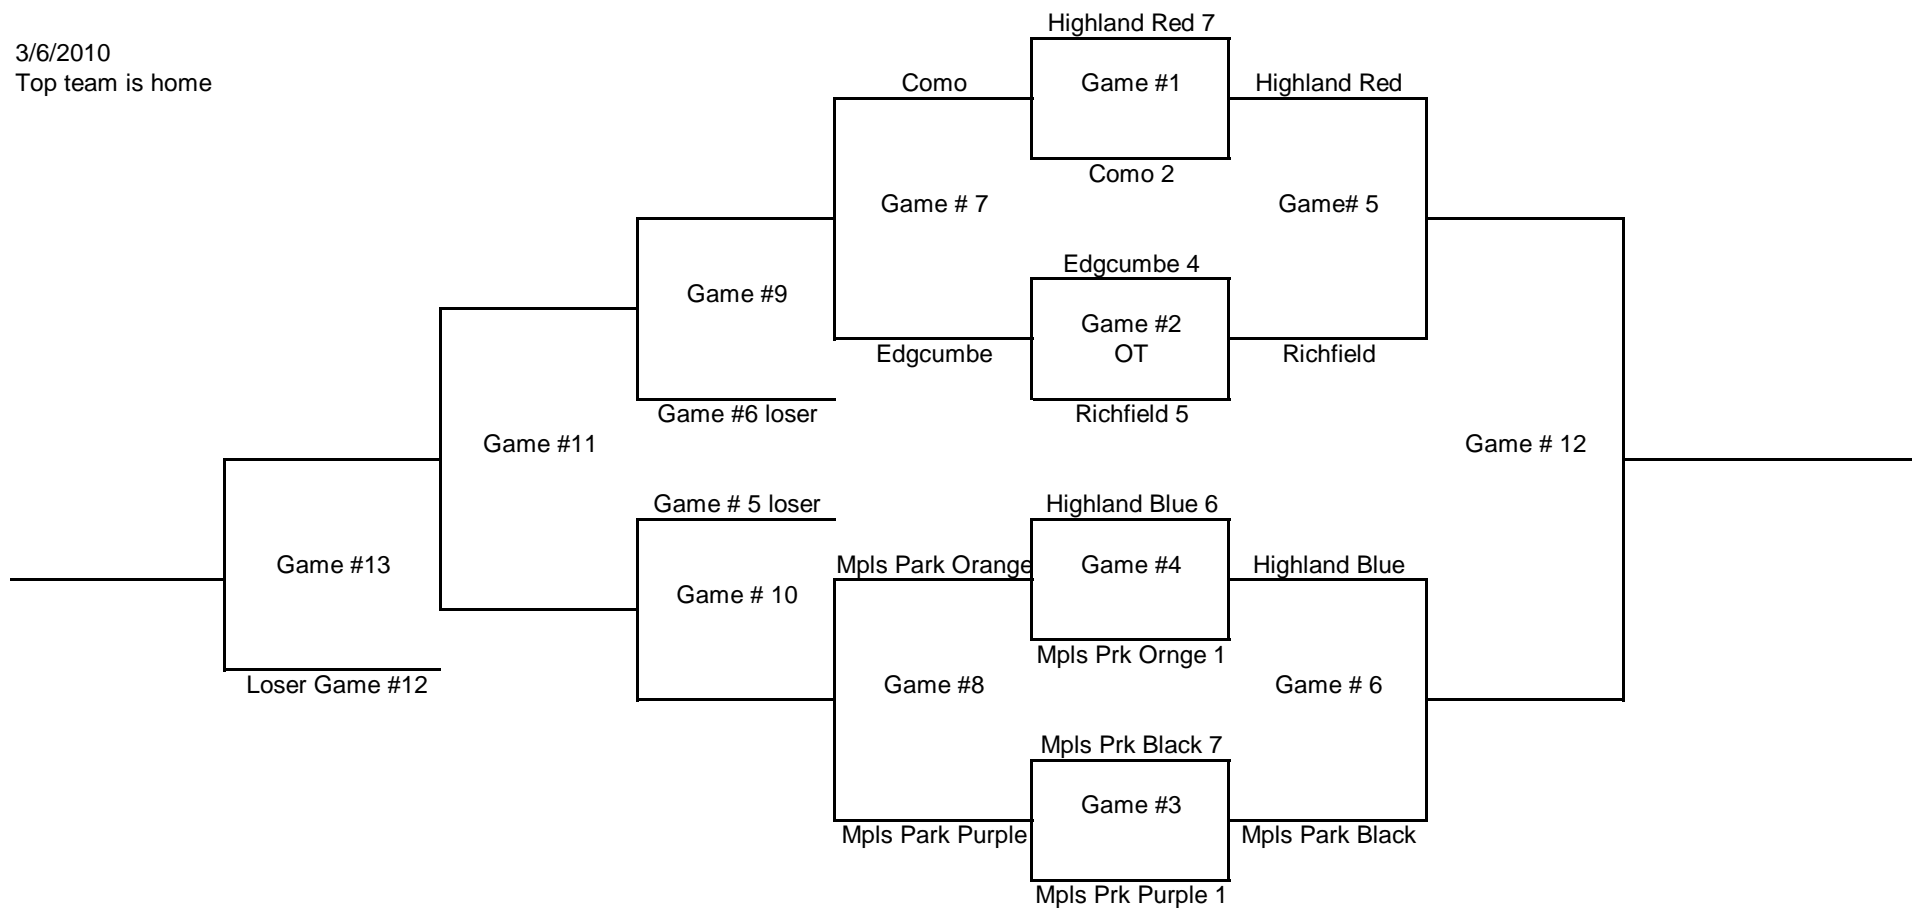 Highland Red 7
3/6/2010
Top team is home
Como
Game #1
Highland Red
Como 2
Game # 7
Game# 5
Edgcumbe 4
Game #9
Game #2
OT
Edgcumbe
Richfield
Game #6 loser
Richfield 5
Game #11
Game # 12
Game # 5 loser
Highland Blue 6
Game #13
Mpls Park Orange
Game #4
Highland Blue
Game # 10
Mpls Prk Ornge 1
Loser Game #12
Game #8
Game # 6
Mpls Prk Black 7
Game #3
Mpls Park Purple
Mpls Park Black
Mpls Prk Purple 1